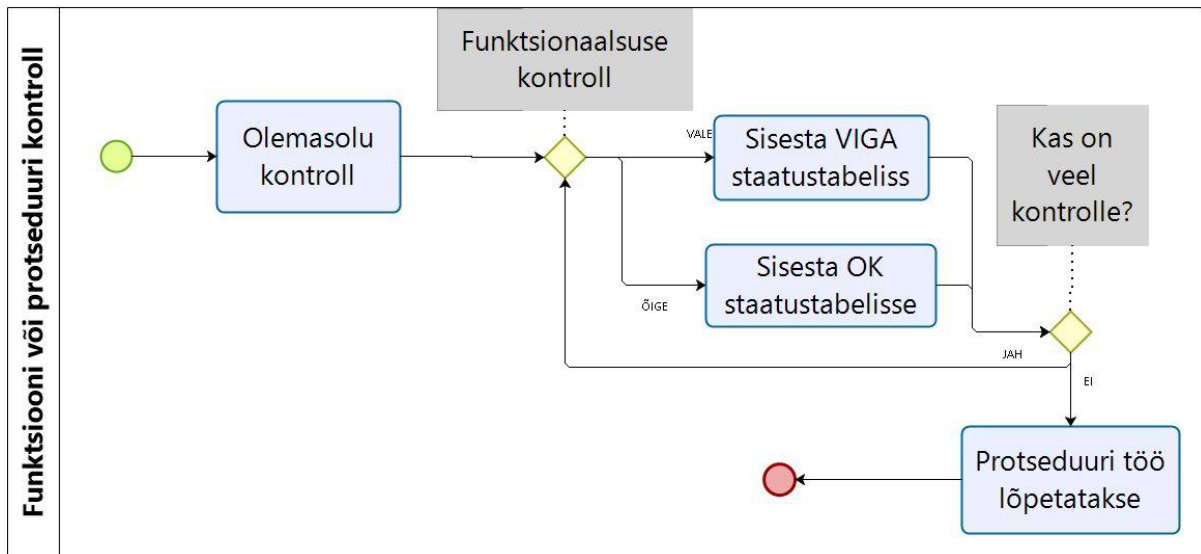 Funktsiooni või protseduuri kontroll
Olemasolu
kontroll
Funktsionaalsuse
kontroll
VALE
Sisesta VIGA
staatustabeliss
ÕIGE
Sisesta OK
staatustabelisse
Kas on
veel
kontrolle?
JAH
EI
Protseduuri töö
lõpetatakse